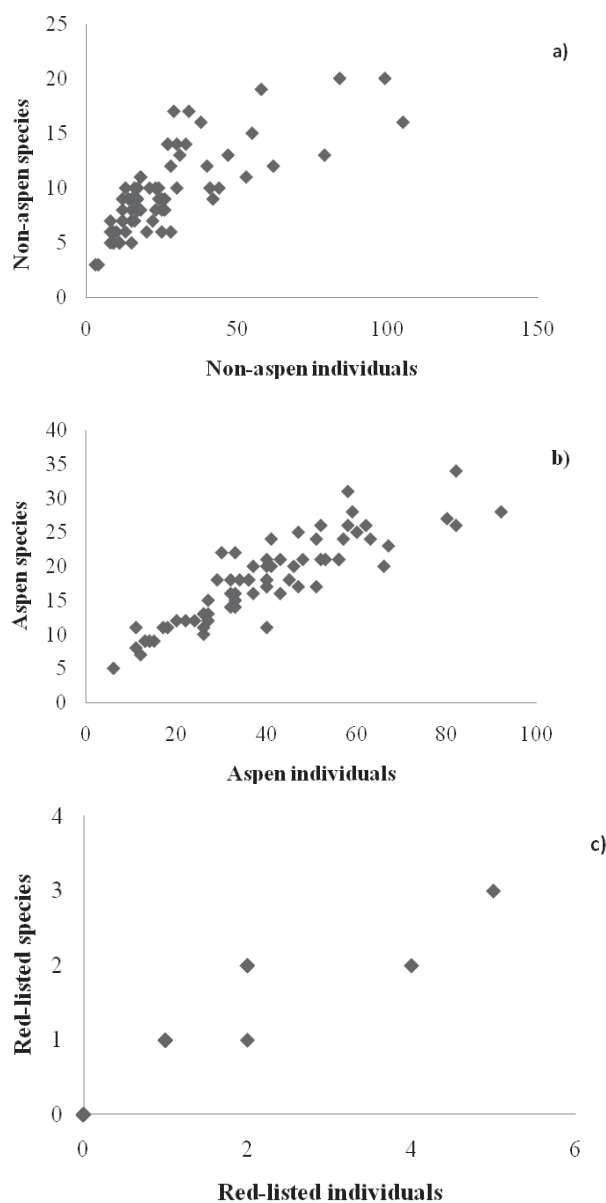 a)
25
20
15
10
5
0
Non-aspen species
0 50 100 150
Non-aspen individuals
b)
40
35
30
25
20
15
10
5
0
Aspen species
0 20 40 60 80 100
Aspen individuals
c)
4
3
2
1
0
Red-listed species
0 2 4 6
Red-listed individuals